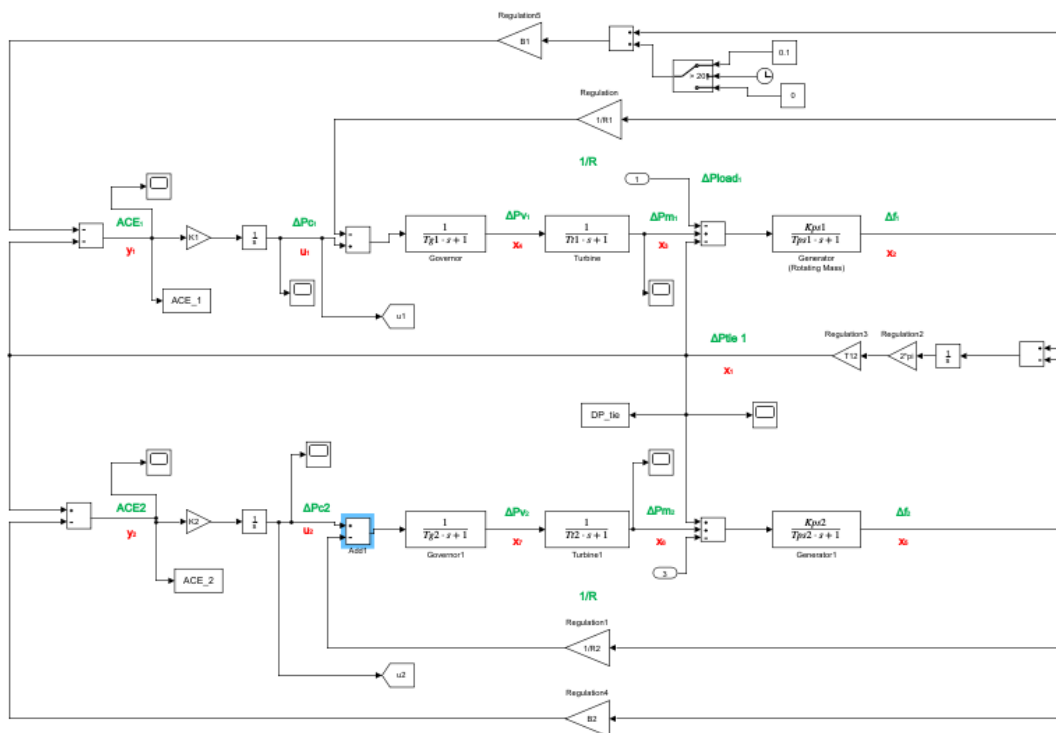 Regulation5
B1
0.1
> 20
0
Regulation
1/R1
1/R
1
ΔPload₁
ACE₁
y₁
K1
1
s
ΔPc₁
u₁
1
Tg1 · s + 1
Governor
ΔPv₁
x₄
1
Tt1 · s + 1
Turbine
ΔPm₁
x₃
Kps1
Tps1 · s + 1
Generator
(Rotating Mass)
Δf₁
x₂
ACE_1
u1
ΔPtie 1
x₁
Regulation3
T12
Regulation2
2*pi
1
s
DP_tie
ACE2
y₂
K2
1
s
ΔPc2
u₂
Add1
1
Tg2 · s + 1
Governor1
ΔPv₂
x₇
1
Tt2 · s + 1
Turbine1
ΔPm₂
x₆
Kps2
Tps2 · s + 1
Generator1
Δf₂
ACE_2
3
1/R
Regulation1
1/R2
u2
Regulation4
B2